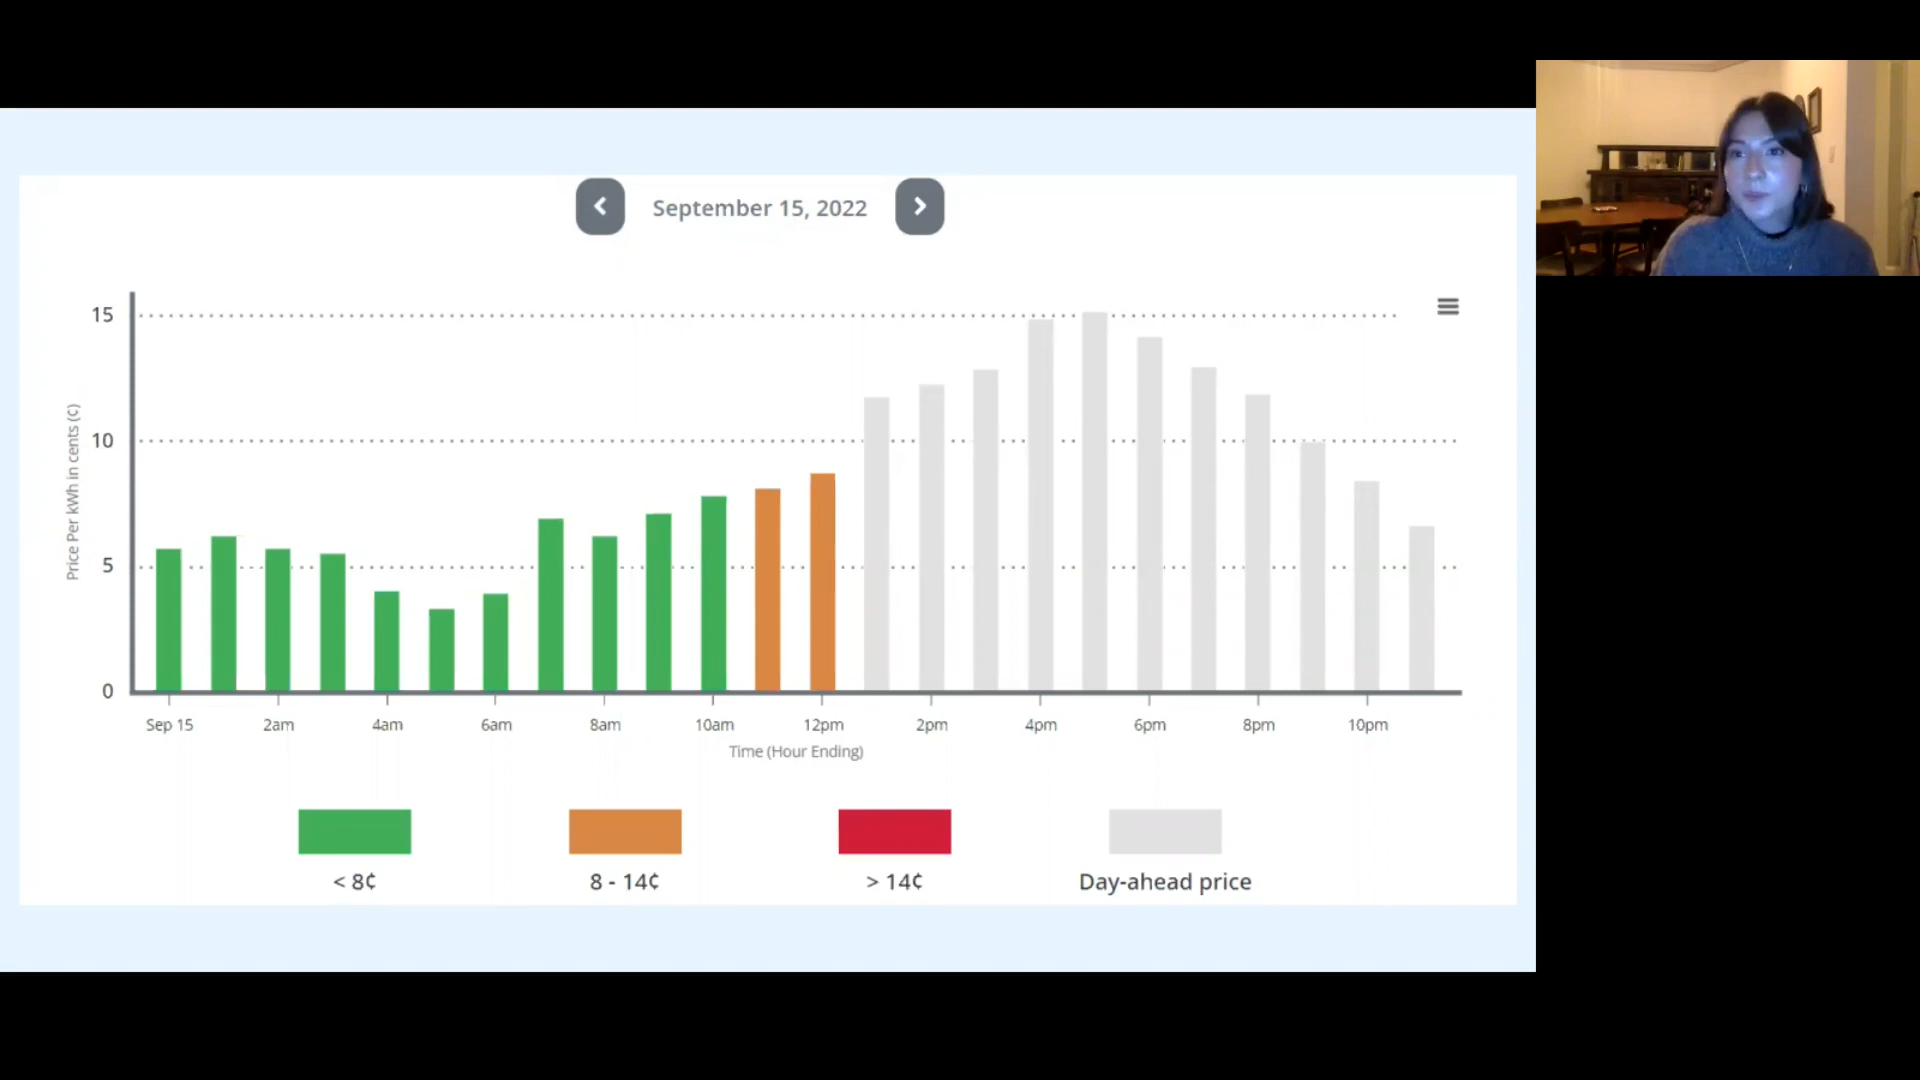 September 15, 2022
15
10
5
0
Price Per kWh in cents (¢)
Sep 15 2am 4am 6am 8am 10am 12pm 2pm 4pm 6pm 8pm 10pm
Time (Hour Ending)
< 8¢ 8 - 14¢ > 14¢ Day-ahead price